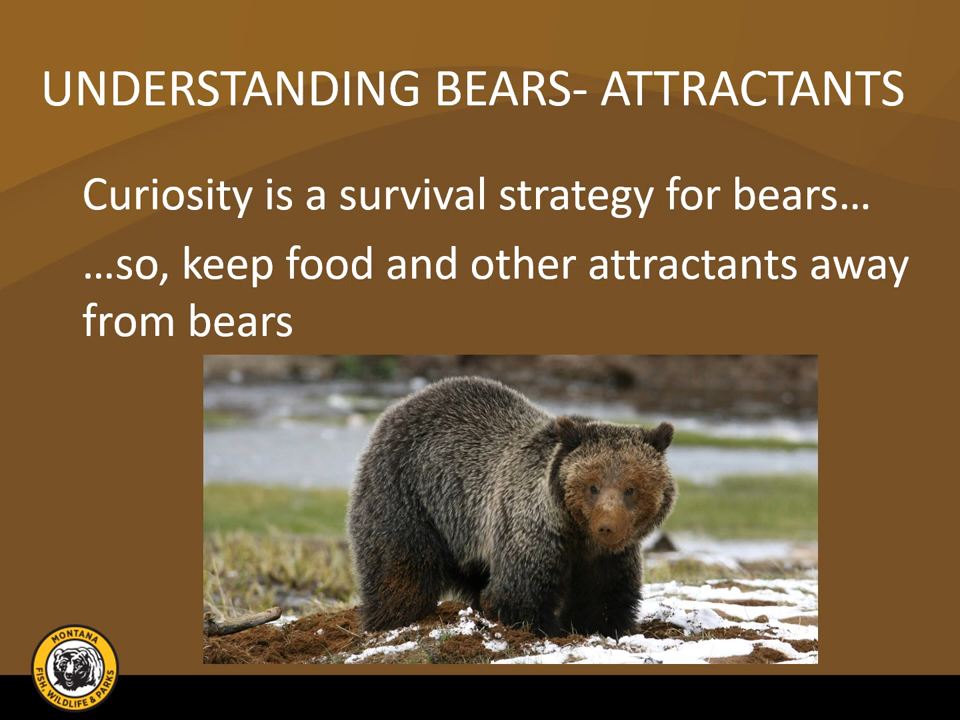 UNDERSTANDING BEARS- ATTRACTANTS
Curiosity is a survival strategy for bears…
…so, keep food and other attractants away
from bears
MONTANA
FISH, WILDLIFE & PARKS